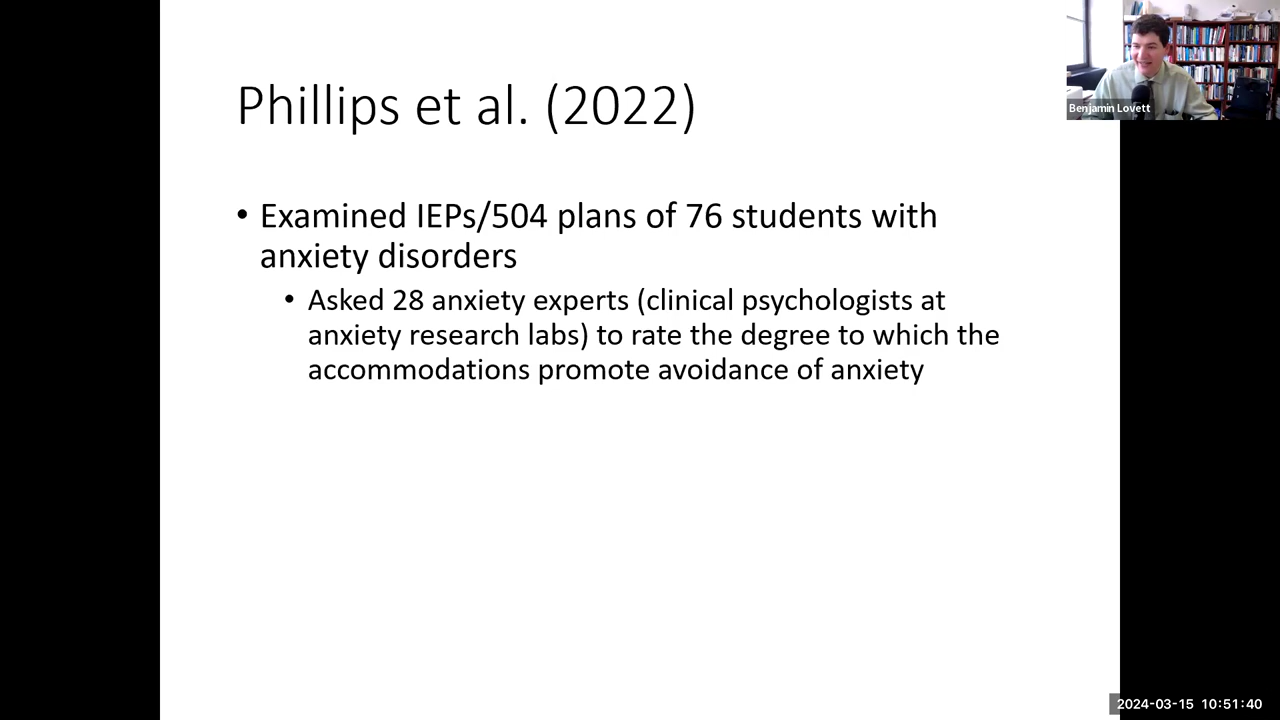 Phillips et al. (2022)
Benjamin Lovett
• Examined IEPs/504 plans of 76 students with
anxiety disorders
• Asked 28 anxiety experts (clinical psychologists at
anxiety research labs) to rate the degree to which the
accommodations promote avoidance of anxiety
2024-03-15 10:51:40